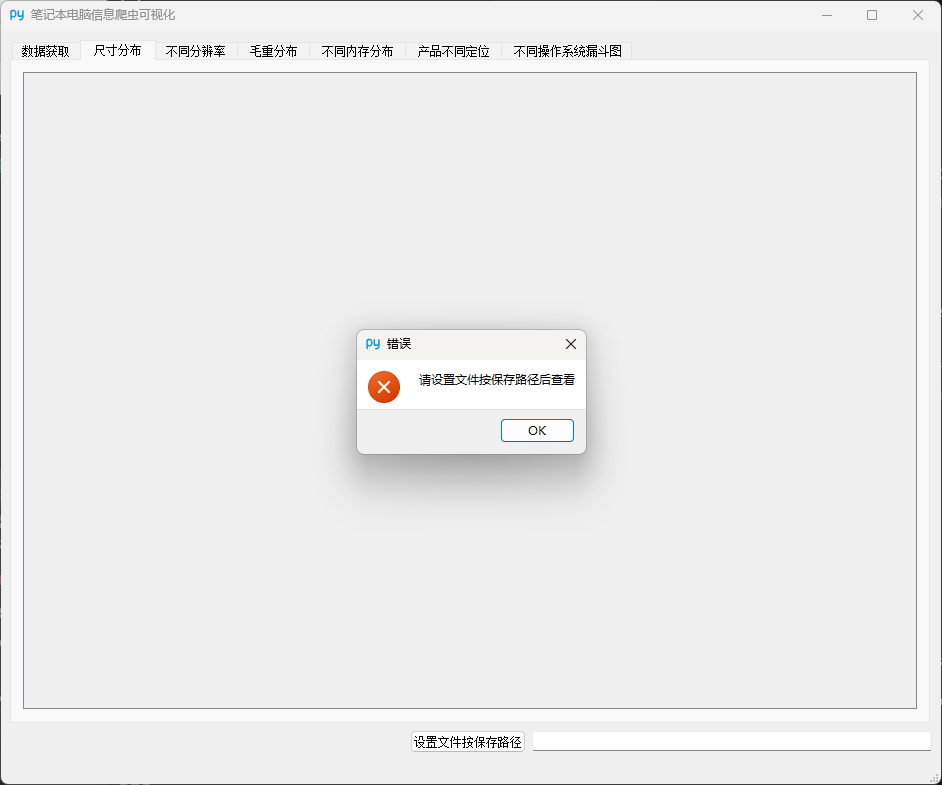 py 笔记本电脑信息爬虫可视化
数据获取 尺寸分布 不同分辨率 毛重分布 不同内存分布 产品不同定位 不同操作系统漏斗图
py 错误
请设置文件按保存路径后查看
OK
设置文件按保存路径